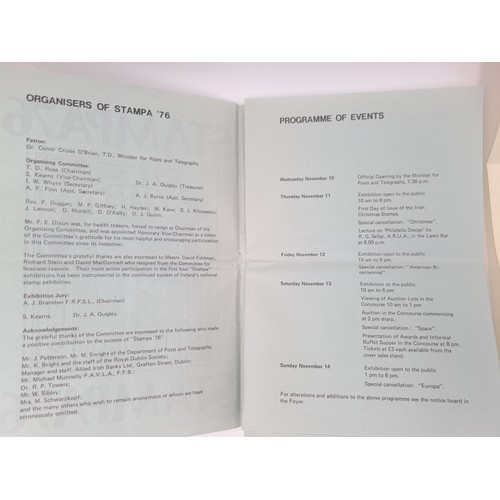 ORGANISERS OF STAMPA '76
Patron:
Dr. Conor Cruise O'Brien, T.D., Minister for Posts and Telegraphs.
Organising Committee:
T. D. Rose (Chairman)
S. Kearns (Vice-Chairman), Dr. J. A. Quigley (Treasurer)
I. W. Whyte (Secretary)
A. F. Finn (Asst. Secretary) A. J. Byrne (Asst. Secretary)
Rev. F. Duggan; M. P. Giffney; H. Hayden; W. Kane; S. J.
J. Lennon; D. Martell; D. O'Kelly; D. J. Quinn.
Mr. P. E. Dixon was, for health reasons, forced to resign as Chairman of the
Organising Committee, and was appointed Honorary Vice-Chairman as a token
of the Committee's gratitude for his most helpful and encouraging participation
in this Committee since its inception.
The Committee's grateful thanks are also expressed to Messrs David Feldman,
Richard Stein and David MacDonnell who resigned from the Committee for
business reasons. Their most active participation in the first four "Stampa"
exhibitions has been instrumental in the continued success of Ireland's national
stamp exhibition.
Exhibition Jury:
A. J. Branston F.R.P.S.L., (Chairman)
S. Kearns, Dr. J. A. Quigley.
Acknowledgements:
The grateful thanks of the Committee are expressed to the following who made
a positive contribution to the success of "Stampa '76" :
Mr. J. Patterson, Mr. M. Enright of the Department of Posts and Telegraphs;
Mr. K. Bright and the staff of the Royal Dublin Society;
Manager and staff, Allied Irish Banks Ltd., Grafton Street, Dublin;
Mr. Michael Munnelly F.A.V.L.A., F.P.B.;
Dr. R. P. Towers;
Mr. W. Sibley;
Mrs. M. Schwarzkopf;
and the many others who wish to remain anonymous or whom we have
erroneously omitted.
PROGRAMME OF EVENTS
Wednesday November 10 Official Opening by the Minister for
Posts and Telegraphs, 7.30 p.m.
Thursday November 11 Exhibition open to the public
10 am to 9 pm.
First Day of Issue of the Irish
Christmas Stamps.
Special cancellation: "Christmas".
Lecture on 'Philatelic Design' by
R. G. Sellar, A.R.U.A., in the Lawn Bar
at 8.00 p.m.
Friday November 12 Exhibition open to the public
10 am to 9 pm.
Special cancellation: "American Bi-
centennial"
Saturday November 13 Exhibition open to the public
10 am to 6 pm.
Viewing of Auction Lots in the
Concourse 10 am to 1 pm
Auction in the Concourse commencing
at 2 pm sharp.
Special cancellation: "Space".
Presentation of Awards and Informal
Buffet Supper in the Concourse at 8 pm.
Tickets at £3 each available from the
cover sales stand.
Sunday November 14 Exhibition open to the public
1 pm to 6 pm.
Special cancellation: "Europa".
For alterations and additions to the above programme see the notice board in
the Foyer.